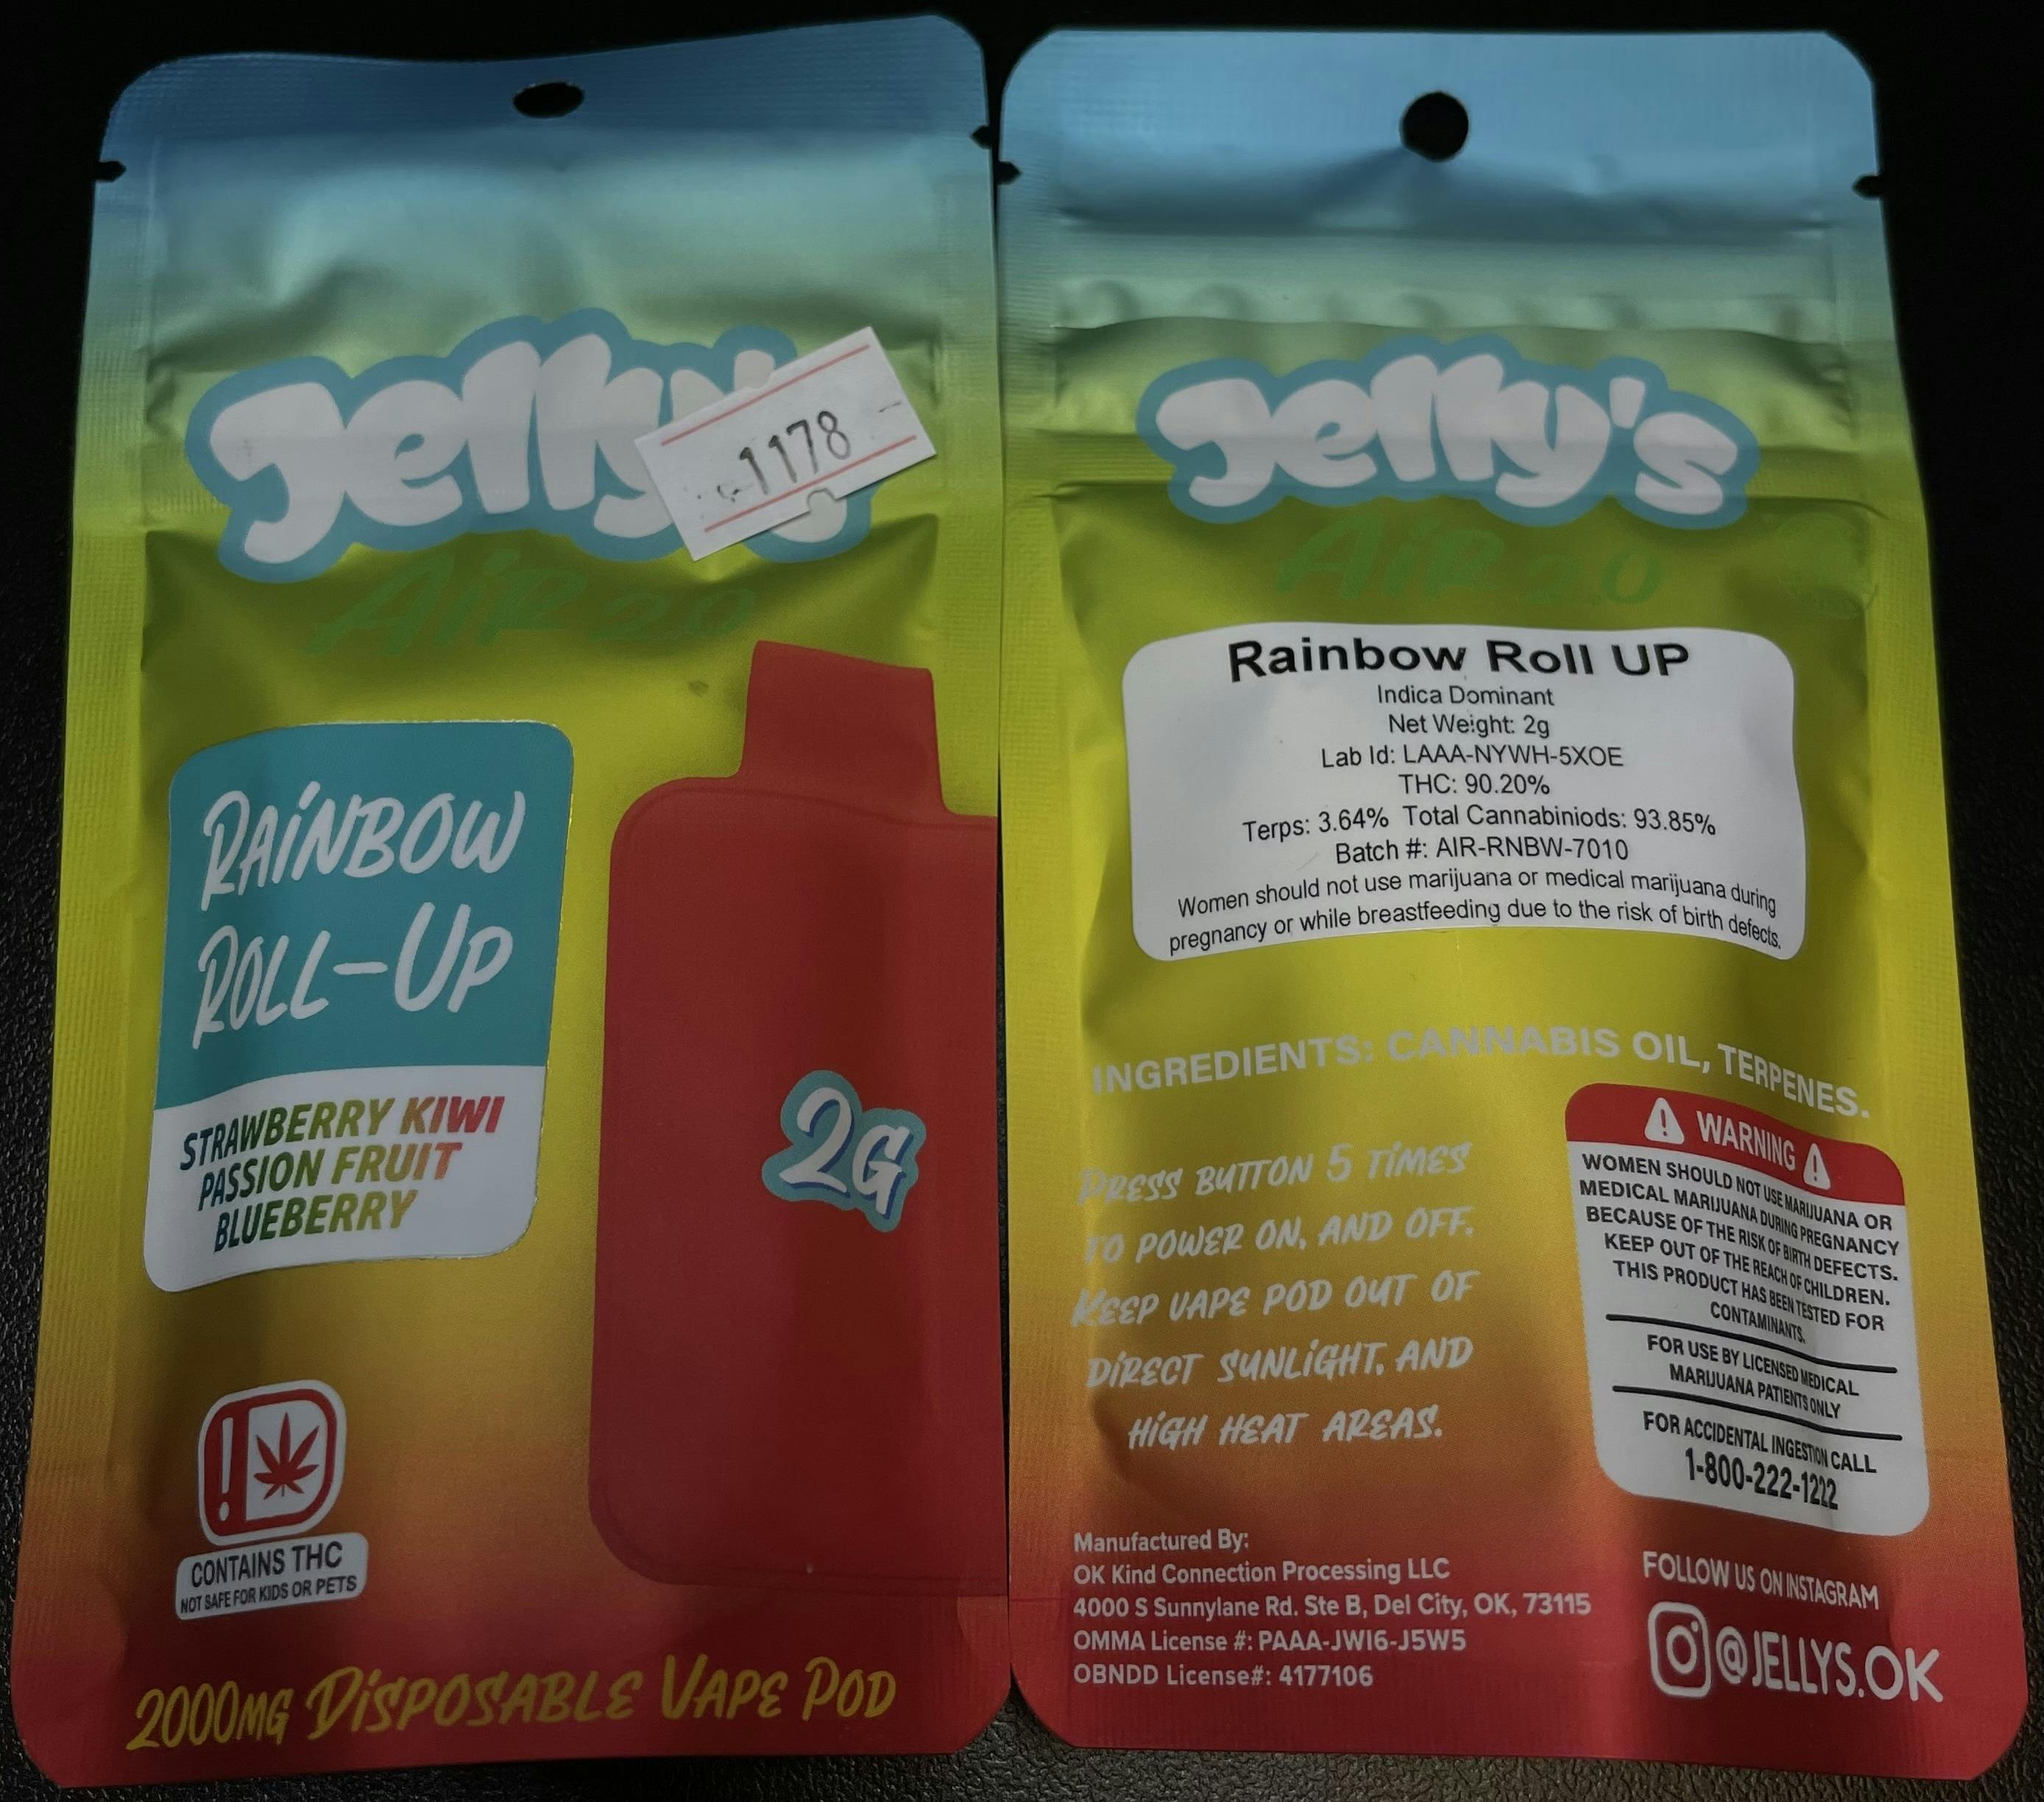 Jelly's
1178
AiR 2.0
RAiNBOW
ROLL-UP
STRAWBERRY KIWI
PASSION FRUIT
BLUEBERRY
2G
CONTAINS THC
NOT SAFE FOR KIDS OR PETS
2000MG DiSPOSABLE VAPE POD
Jelly's
AiR 2.0
Rainbow Roll UP
Indica Dominant
Net Weight: 2g
Lab Id: LAAA-NYWH-5XOE
THC: 90.20%
Terps: 3.64% Total Cannabiniods: 93.85%
Batch #: AIR-RNBW-7010
Women should not use marijuana or medical marijuana during
pregnancy or while breastfeeding due to the risk of birth defects.
INGREDIENTS: CANNABIS OIL, TERPENES.
PRESS BUTTON 5 TiMES
TO POWER ON, AND OFF.
KEEP VAPE POD OUT OF
DiRECT SUNLiGHT, AND
HiGH HEAT AREAS.
WARNING
WOMEN SHOULD NOT USE MARIJUANA OR
MEDICAL MARIJUANA DURING PREGNANCY
BECAUSE OF THE RISK OF BIRTH DEFECTS.
KEEP OUT OF THE REACH OF CHILDREN.
THIS PRODUCT HAS BEEN TESTED FOR
CONTAMINANTS.
FOR USE BY LICENSED MEDICAL
MARIJUANA PATIENTS ONLY
FOR ACCIDENTAL INGESTION CALL
1-800-222-1222
Manufactured By:
OK Kind Connection Processing LLC
4000 S Sunnylane Rd. Ste B, Del City, OK, 73115
OMMA License #: PAAA-JWI6-J5W5
OBNDD License#: 4177106
FOLLOW US ON INSTAGRAM
@JELLYS.OK